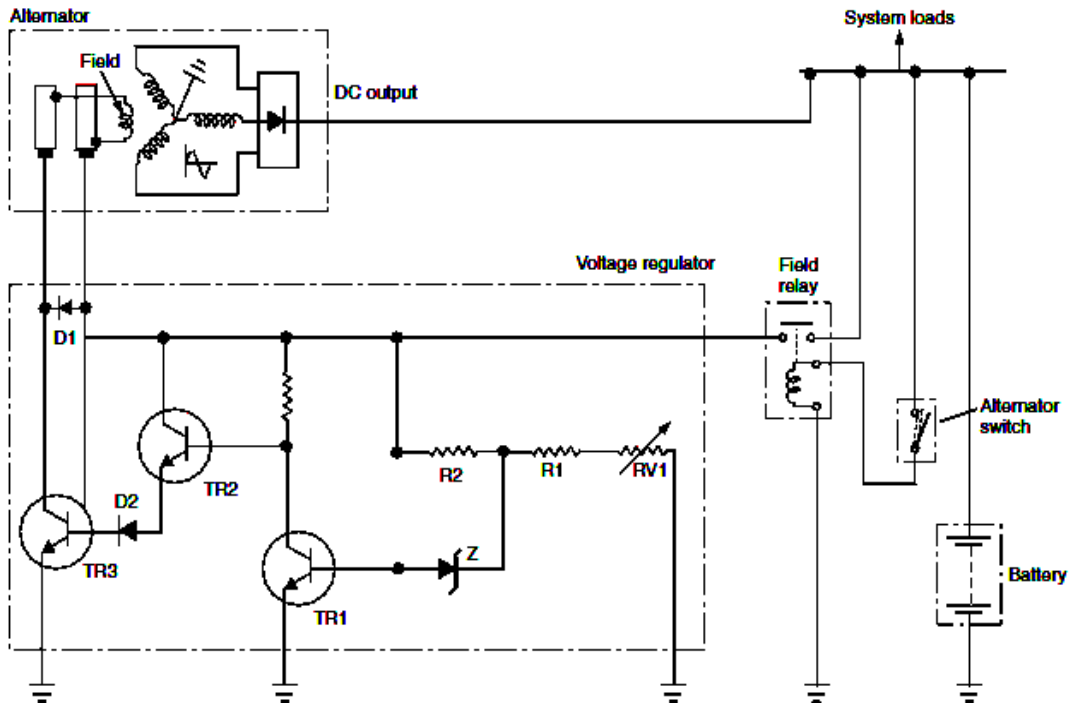 Alternator
System loads
Field
DC output
Voltage regulator
Field
relay
D1
Alternator
switch
R2
R1
RV1
TR2
D2
Z
TR3
Battery
TR1